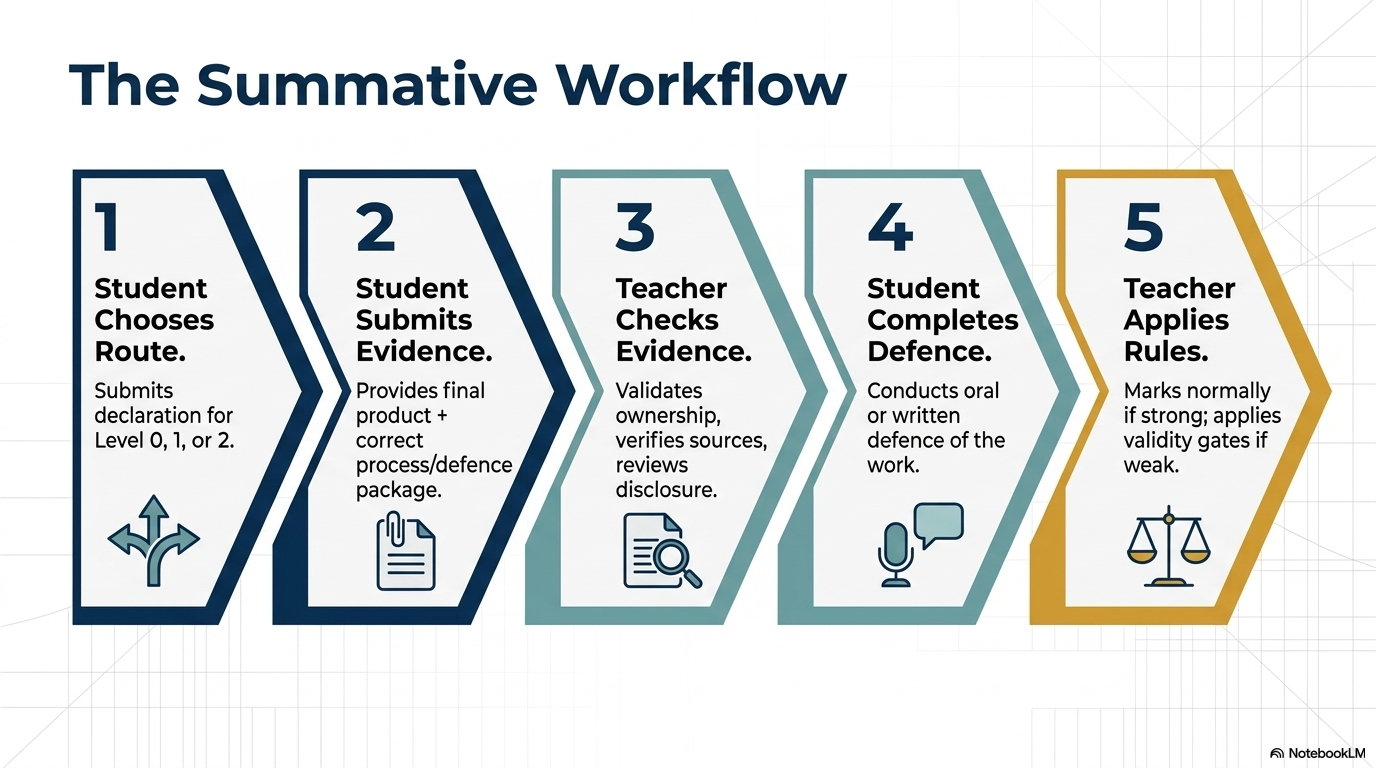 The Summative Workflow
1
Student
Chooses
Route.
Submits
declaration for
Level 0, 1, or 2.
2
Student
Submits
Evidence.
Provides final
product +
correct
process/defence
package.
3
Teacher
Checks
Evidence.
Validates
ownership,
verifies sources,
reviews
disclosure.
4
Student
Completes
Defence.
Conducts oral
or written
defence of the
work.
5
Teacher
Applies
Rules.
Marks normally
if strong; applies
validity gates if
weak.
NotebookLM